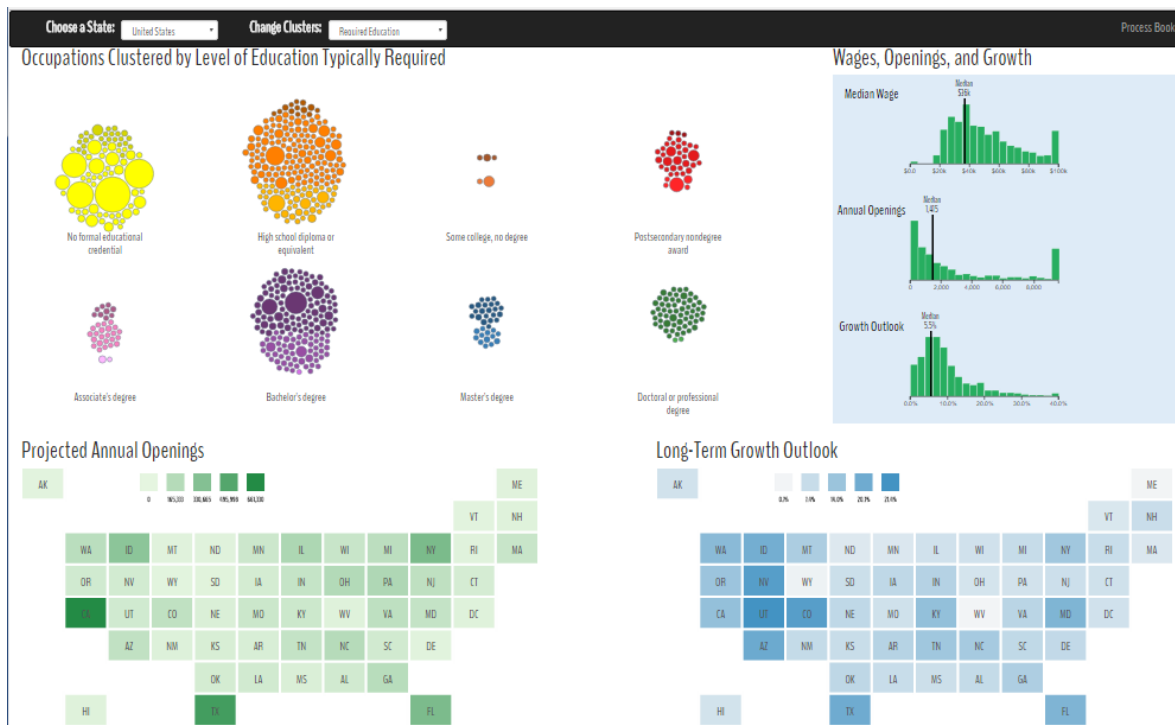 Choose a State:
United States
Change Clusters:
Required Education
Process Book
Occupations Clustered by Level of Education Typically Required
No formal educational
credential
High school diploma or
equivalent
Some college, no degree
Postsecondary nondegree
award
Associate's degree
Bachelor's degree
Master's degree
Doctoral or professional
degree
Wages, Openings, and Growth
Median Wage
Median
$36k
$0.0 $20k $40k $60k $80k $100k
Annual Openings
Median
1,415
0 2,000 4,000 6,000 8,000
Growth Outlook
Median
5.5%
0.0% 10.0% 20.0% 30.0% 40.0%
Projected Annual Openings
0
AK ME
VT NH
WA ID MT ND MN IL WI MI NY RI MA
OR NV WY SD IA IN OH PA NJ CT
CA UT CO NE MO KY WV VA MD DC
AZ NM KS AR TN NC SC DE
OK LA MS AL GA
HI TX FL
Long-Term Growth Outlook
AK ME
VT NH
WA ID MT ND MN IL WI MI NY RI MA
OR NV WY SD IA IN OH PA NJ CT
CA UT CO NE MO KY WV VA MD DC
AZ NM KS AR TN NC SC DE
OK LA MS AL GA
HI TX FL